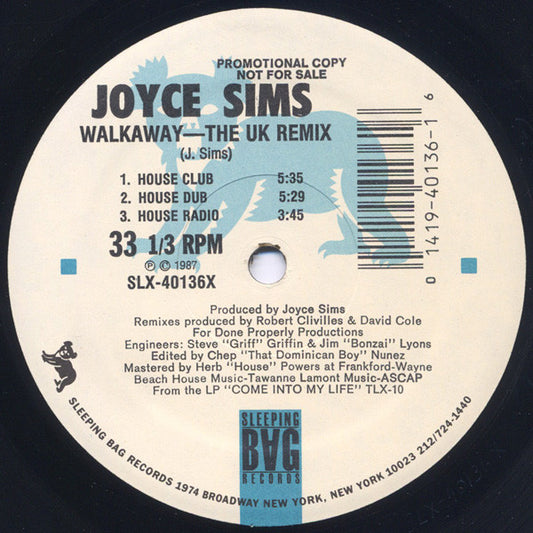 PROMOTIONAL COPY
NOT FOR SALE
JOYCE SIMS
WALKAWAY—THE UK REMIX
(J. Sims)
1. HOUSE CLUB 5:35
2. HOUSE DUB 5:29
3. HOUSE RADIO 3:45
33 1/3 RPM
Ⓟ © 1987
SLX-40136X
0 1419-40136-1 6
Produced by Joyce Sims
Remixes produced by Robert Clivilles & David Cole
For Done Properly Productions
Engineers: Steve "Griff" Griffin & Jim "Bonzai" Lyons
Edited by Chep "That Dominican Boy" Nunez
Mastered by Herb "House" Powers at Frankford-Wayne
Beach House Music-Tawanne Lamont Music-ASCAP
From the LP "COME INTO MY LIFE" TLX-10
SLEEPING
BAG
RECORDS
SLEEPING BAG RECORDS 1974 BROADWAY NEW YORK, NEW YORK 10023 212/724-1440